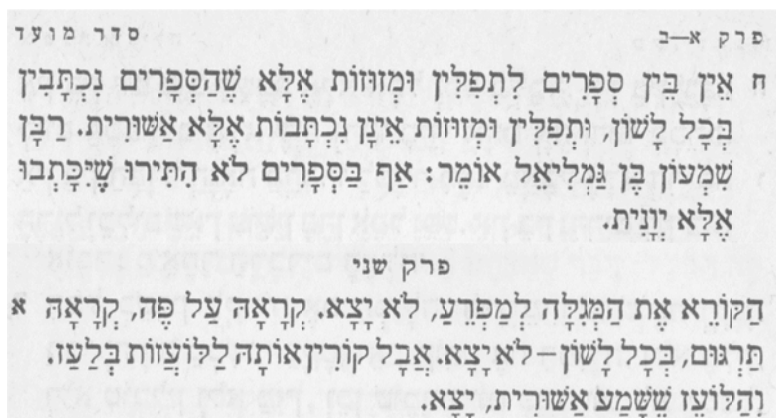 פרק א—ב סדר מועד
ח אֵין בֵּין סְפָרִים לִתְפִלִּין וּמְזוּזוֹת אֶלָּא שֶׁהַסְּפָרִים נִכְתָּבִין
בְּכָל לָשׁוֹן, וּתְפִלִּין וּמְזוּזוֹת אֵינָן נִכְתָּבוֹת אֶלָּא אַשּׁוּרִית. רַבָּן
שִׁמְעוֹן בֶּן גַּמְלִיאֵל אוֹמֵר: אַף בַּסְּפָרִים לֹא הִתִּירוּ שֶׁיִּכָּתְבוּ
אֶלָּא יְוָנִית.
פרק שני
הַקּוֹרֵא אֶת הַמְּגִלָּה לְמַפְרֵעַ, לֹא יָצָא. קְרָאָהּ עַל פֶּה, קְרָאָהּ א
תַּרְגּוּם, בְּכָל לָשׁוֹן – לֹא יָצָא. אֲבָל קוֹרִין אוֹתָהּ לַלּוֹעֲזוֹת בְּלַעַז.
וְהַלּוֹעֵז שֶׁשָּׁמַע אַשּׁוּרִית, יָצָא.